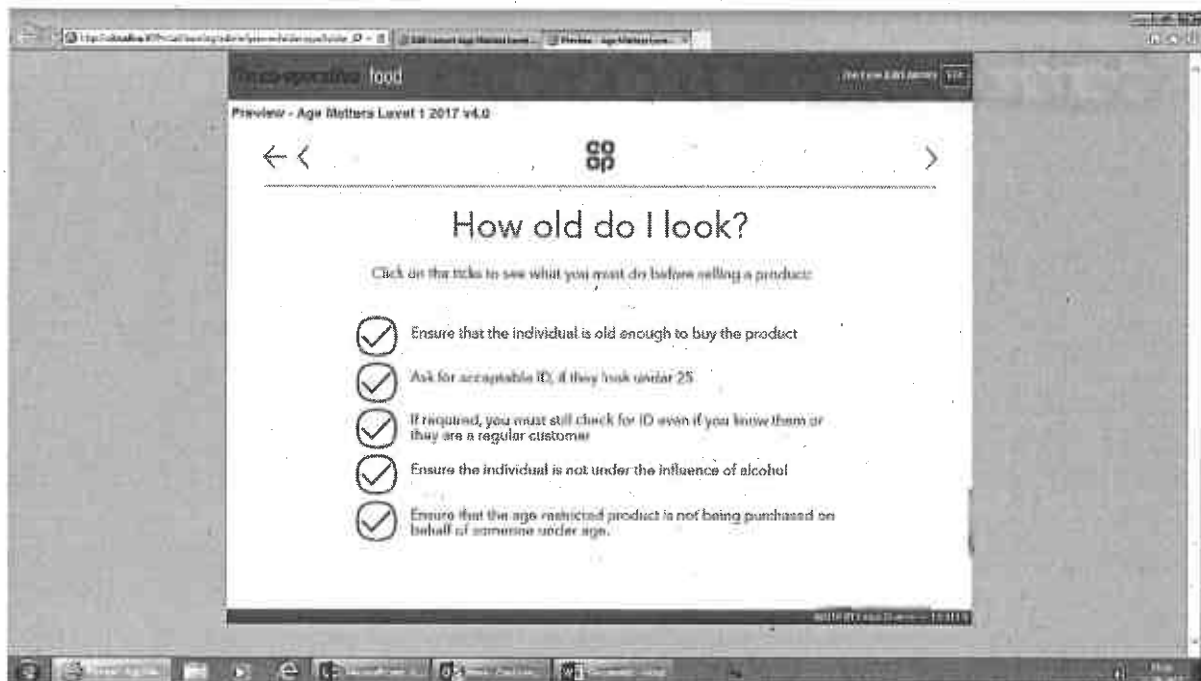 The co-operative food
Preview - Age Matters Level 1 2017 v4.0
co
op
How old do I look?
Click on the ticks to see what you must do before selling a product:
Ensure that the individual is old enough to buy the product
Ask for acceptable ID, if they look under 25
If required, you must still check for ID even if you know them or
they are a regular customer
Ensure the individual is not under the influence of alcohol
Ensure that the age restricted product is not being purchased on
behalf of someone under age.